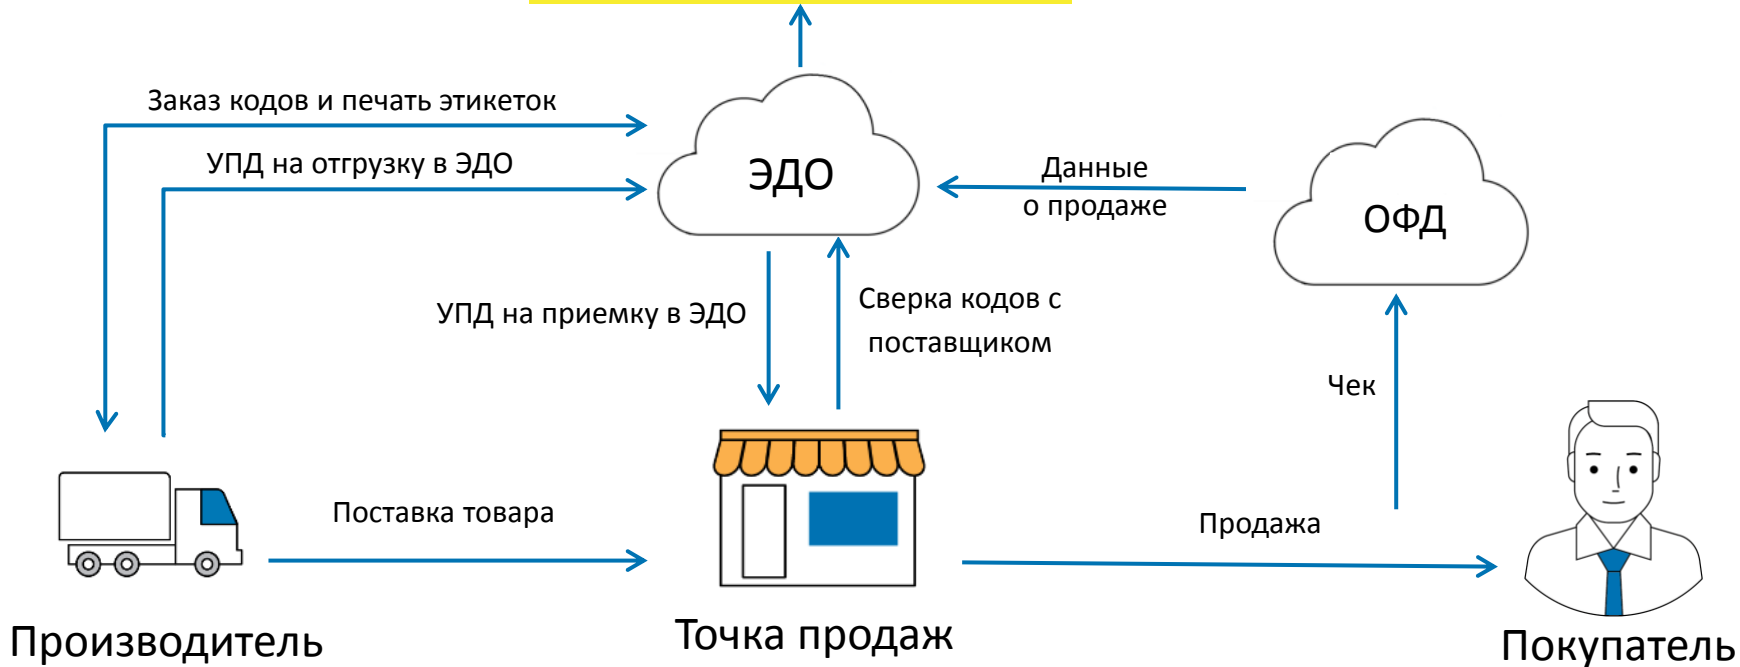 Заказ кодов и печать этикеток
УПД на отгрузку в ЭДО
ЭДО
Данные
о продаже
ОФД
УПД на приемку в ЭДО
Сверка кодов с
поставщиком
Чек
Поставка товара
Продажа
Производитель
Точка продаж
Покупатель